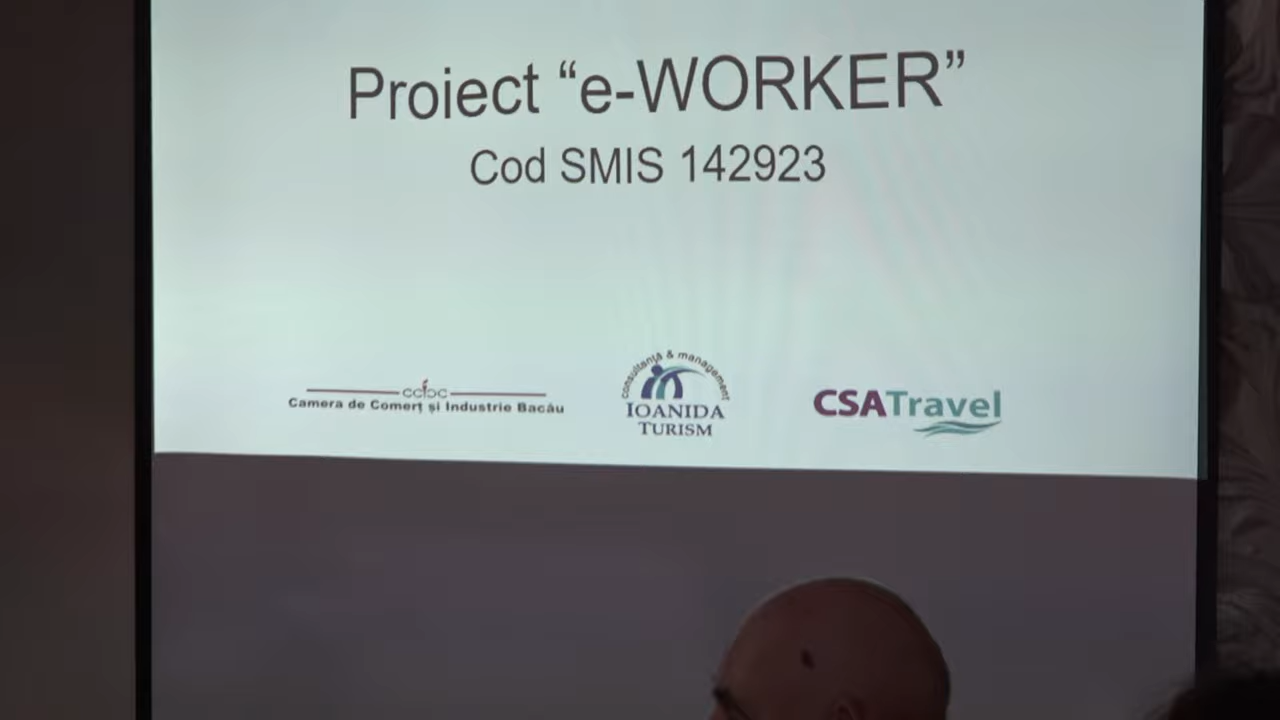 Proiect “e-WORKER”
Cod SMIS 142923
ccibc
Camera de Comerț și Industrie Bacău
consultanță & management
IOANIDA
TURISM
CSATravel